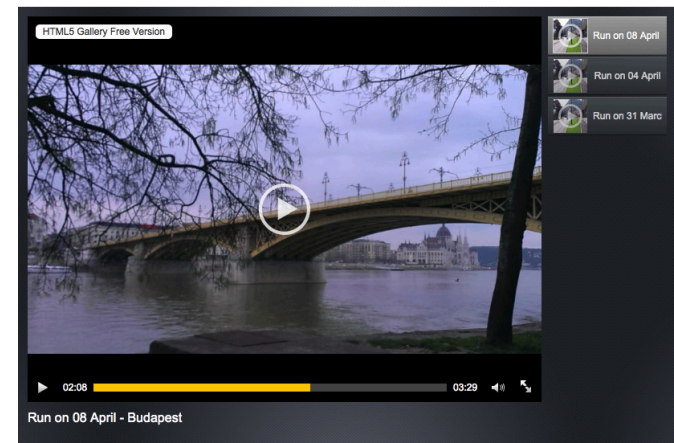 HTML5 Gallery Free Version
Run on 08 April
Run on 04 April
Run on 31 Marc
02:08
03:29
Run on 08 April - Budapest